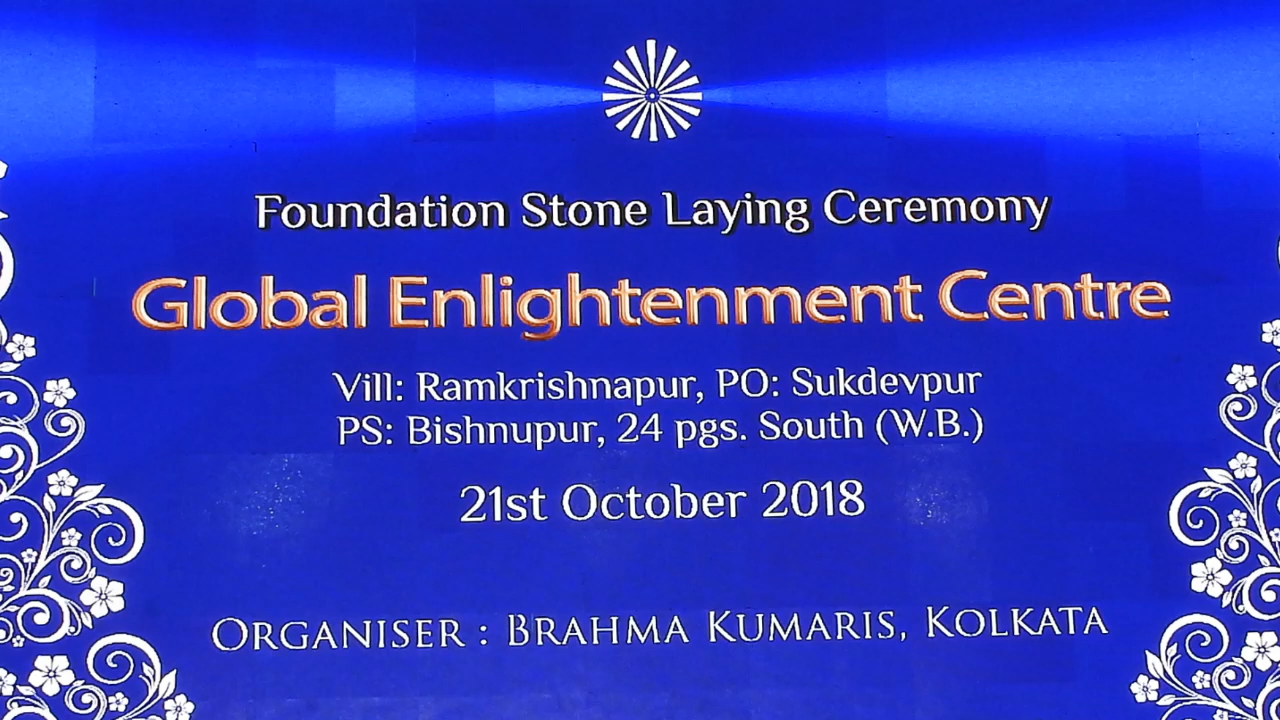 Foundation Stone Laying Ceremony
Global Enlightenment Centre
Vill: Ramkrishnapur, PO: Sukdevpur
PS: Bishnupur, 24 pgs. South (W.B.)
21st October 2018
ORGANISER : BRAHMA KUMARIS, KOLKATA